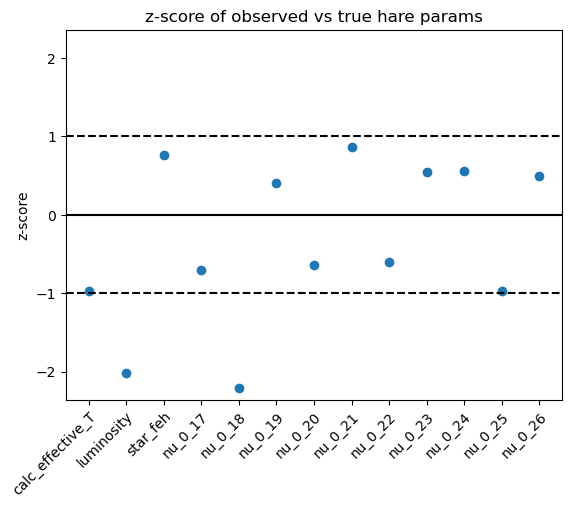 z-score of observed vs true hare params
2
1
0
−1
−2
z-score
calc_effective_T
luminosity
star_feh
nu_0_17
nu_0_18
nu_0_19
nu_0_20
nu_0_21
nu_0_22
nu_0_23
nu_0_24
nu_0_25
nu_0_26